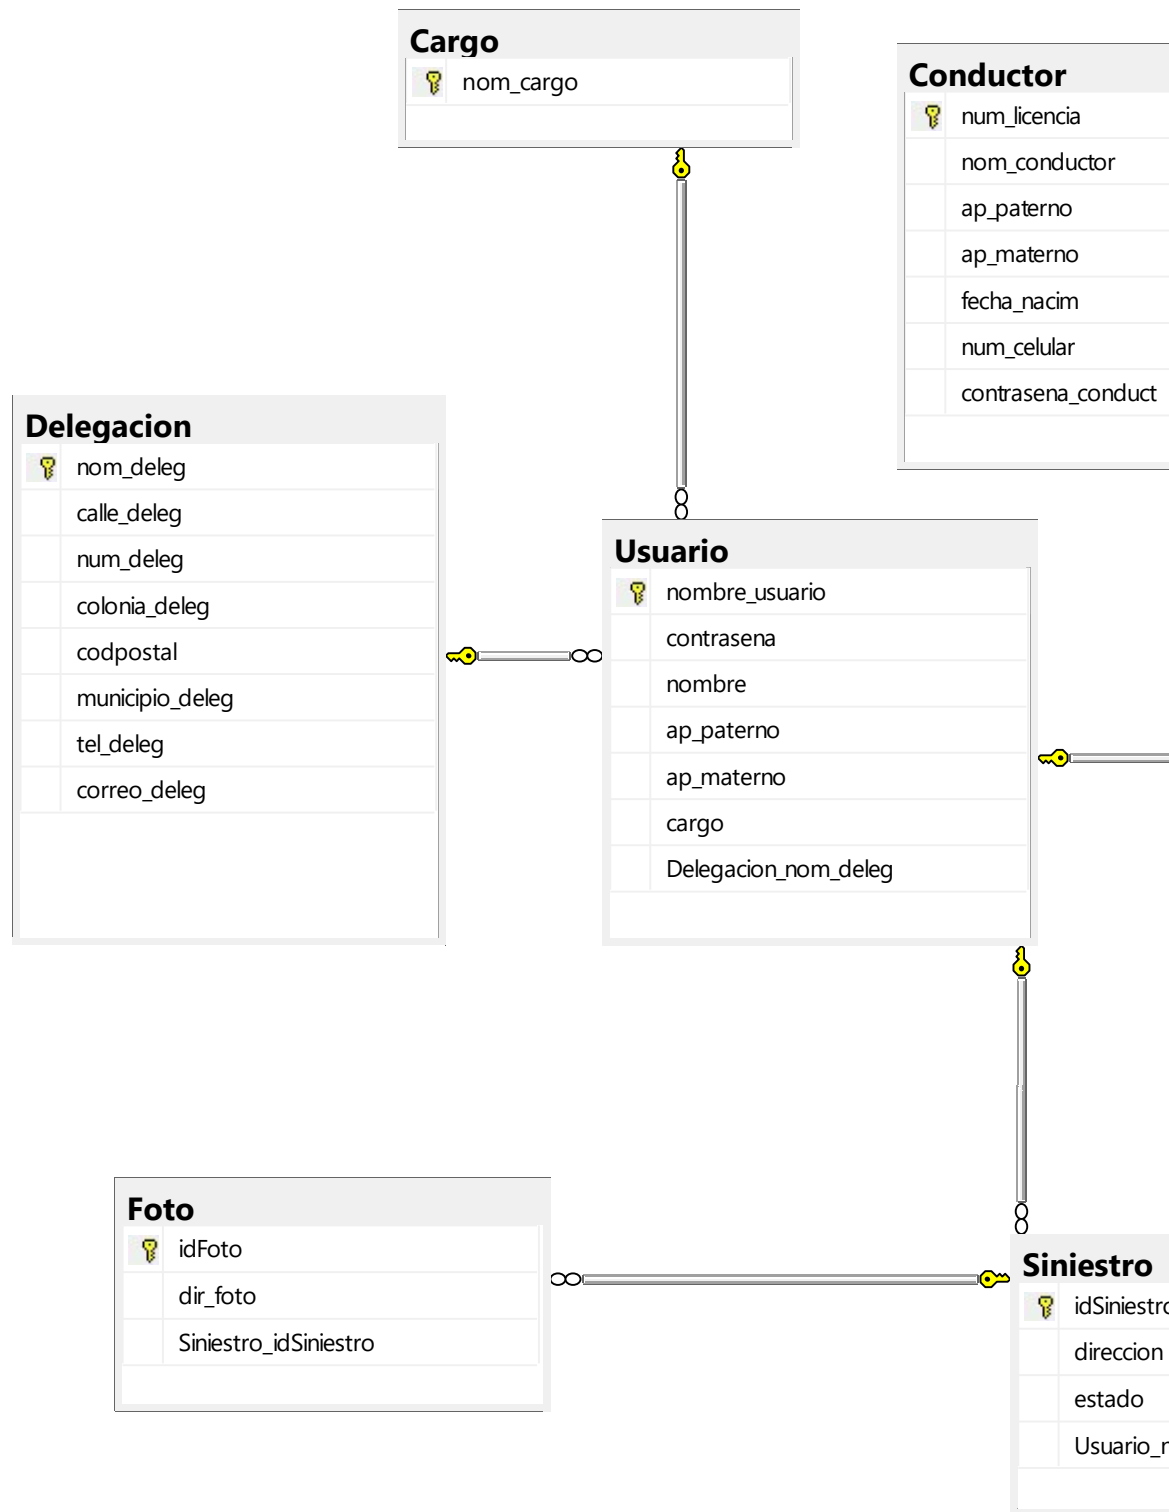 Cargo
nom_cargo
Conductor
num_licencia
nom_conductor
ap_paterno
ap_materno
fecha_nacim
num_celular
contrasena_conduct
Delegacion
nom_deleg
calle_deleg
num_deleg
colonia_deleg
codpostal
municipio_deleg
tel_deleg
correo_deleg
Usuario
nombre_usuario
contrasena
nombre
ap_paterno
ap_materno
cargo
Delegacion_nom_deleg
Foto
idFoto
dir_foto
Siniestro_idSiniestro
Siniestro
idSiniestro
direccion
estado